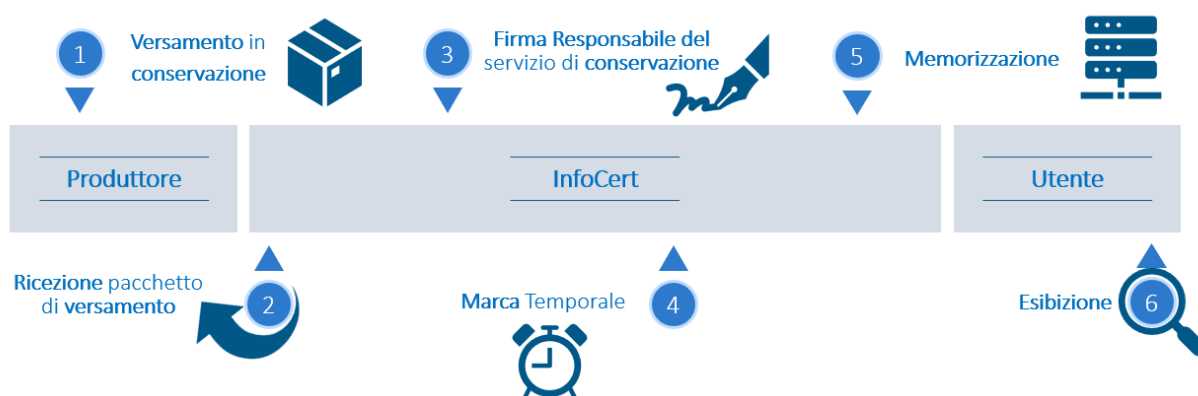 1
Versamento in
conservazione
3
Firma Responsabile del
servizio di conservazione
5
Memorizzazione
Produttore
InfoCert
Utente
Ricezione pacchetto
di versamento
2
Marca Temporale
4
Esibizione
6